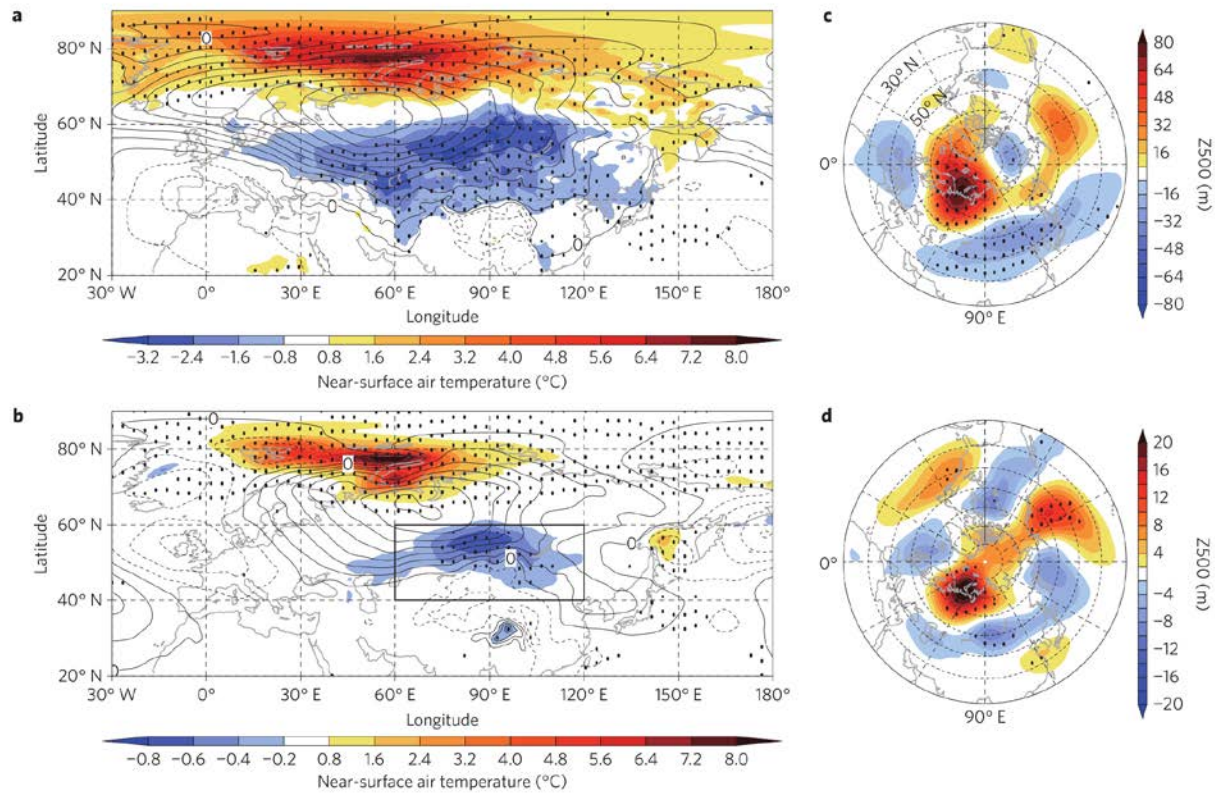 a
80° N
60° N
40° N
20° N
Latitude
0
0
0
30° W 0° 30° E 60° E 90° E 120° E 150° E 180°
Longitude
−3.2 −2.4 −1.6 −0.8 0.8 1.6 2.4 3.2 4.0 4.8 5.6 6.4 7.2 8.0
Near-surface air temperature (°C)
c
30° N
50° N
0°
90° E
80
64
48
32
16
−16
−32
−48
−64
−80
Z500 (m)
b
80° N
60° N
40° N
20° N
Latitude
0
0
0
0
0
30° W 0° 30° E 60° E 90° E 120° E 150° E 180°
Longitude
−0.8 −0.6 −0.4 −0.2 0.8 1.6 2.4 3.2 4.0 4.8 5.6 6.4 7.2 8.0
Near-surface air temperature (°C)
d
0°
90° E
20
16
12
8
4
−4
−8
−12
−16
−20
Z500 (m)